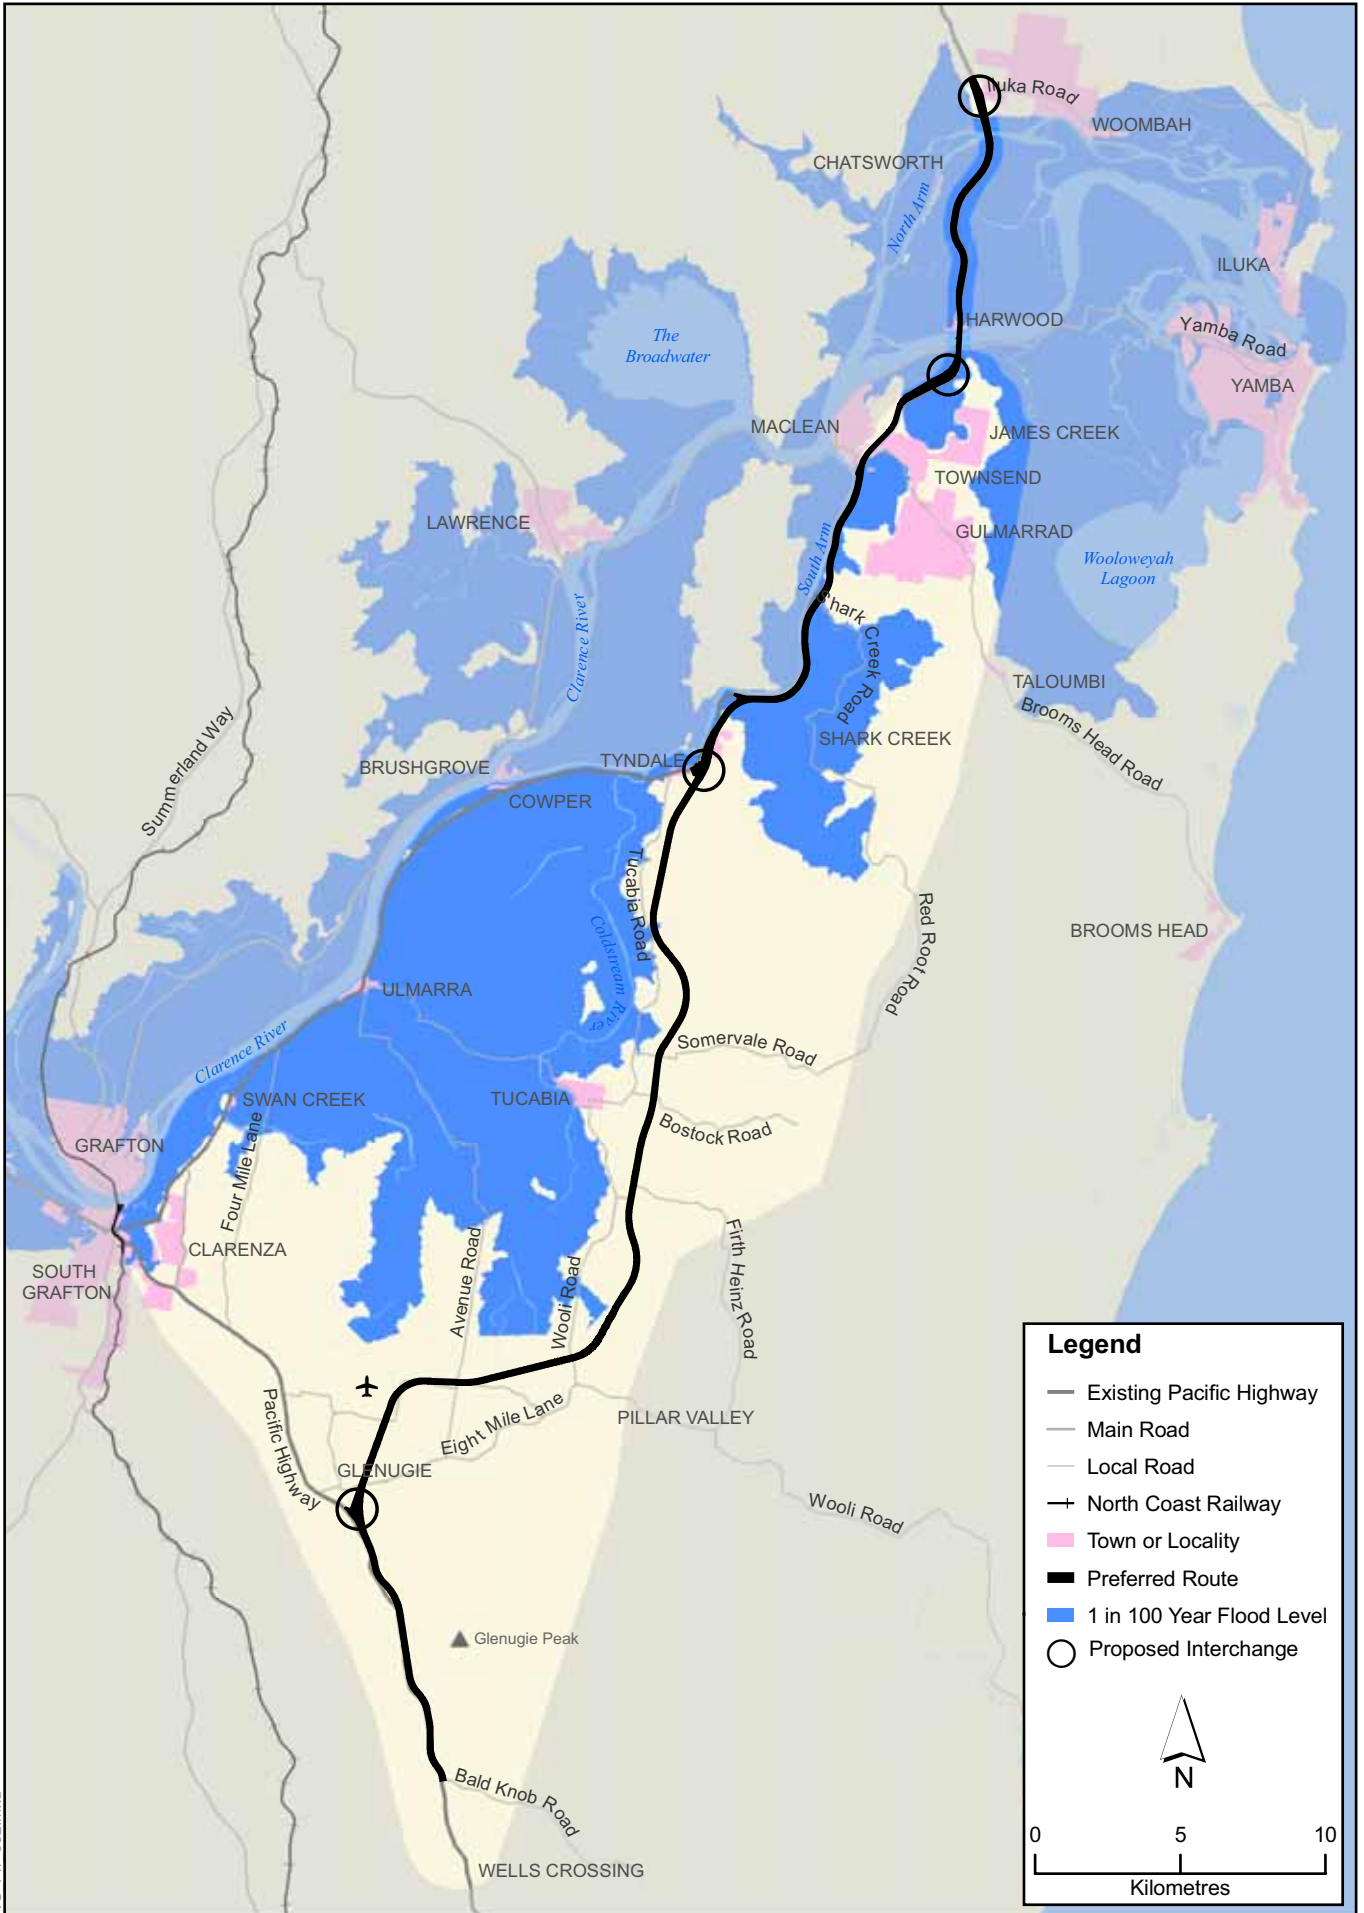 Iluka Road
WOOMBAH
CHATSWORTH
North Arm
ILUKA
HARWOOD
Yamba Road
The
Broadwater
YAMBA
MACLEAN
JAMES CREEK
TOWNSEND
LAWRENCE
GULMARRAD
South Arm
Wooloweyah
Lagoon
Clarence River
Shark Creek Road
TALOUMBI
Brooms Head Road
Summerland Way
SHARK CREEK
TYNDALE
BRUSHGROVE
COWPER
Tucabia Road
Red Root Road
BROOMS HEAD
Coldstream River
ULMARRA
Clarence River
Somervale Road
SWAN CREEK
TUCABIA
Bostock Road
GRAFTON
Four Mile Lane
CLARENZA
Avenue Road
Wooli Road
Firth Heinz Road
SOUTH
GRAFTON
Pacific Highway
Eight Mile Lane
PILLAR VALLEY
GLENUGIE
Wooli Road
Glenugie Peak
Bald Knob Road
WELLS CROSSING
Legend
Existing Pacific Highway
Main Road
Local Road
North Coast Railway
Town or Locality
Preferred Route
1 in 100 Year Flood Level
Proposed Interchange
N
0 5 10
Kilometres